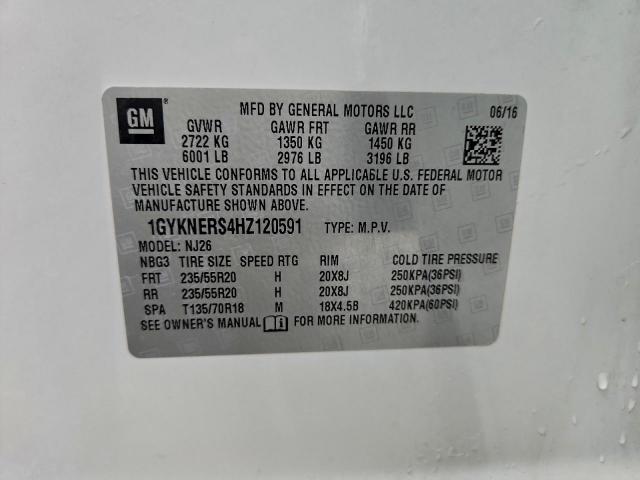 GM
MFD BY GENERAL MOTORS LLC 06/16
GVWR GAWR FRT GAWR RR
2722 KG 1350 KG 1450 KG
6001 LB 2976 LB 3196 LB
THIS VEHICLE CONFORMS TO ALL APPLICABLE U.S. FEDERAL MOTOR
VEHICLE SAFETY STANDARDS IN EFFECT ON THE DATE OF
MANUFACTURE SHOWN ABOVE.
1GYKNERS4HZ120591 TYPE: M.P.V.
MODEL: NJ26
NBG3 TIRE SIZE SPEED RTG RIM COLD TIRE PRESSURE
FRT 235/55R20 H 20X8J 250KPA(36PSI)
RR 235/55R20 H 20X8J 250KPA(36PSI)
SPA T135/70R18 M 18X4.5B 420KPA(60PSI)
SEE OWNER'S MANUAL FOR MORE INFORMATION.